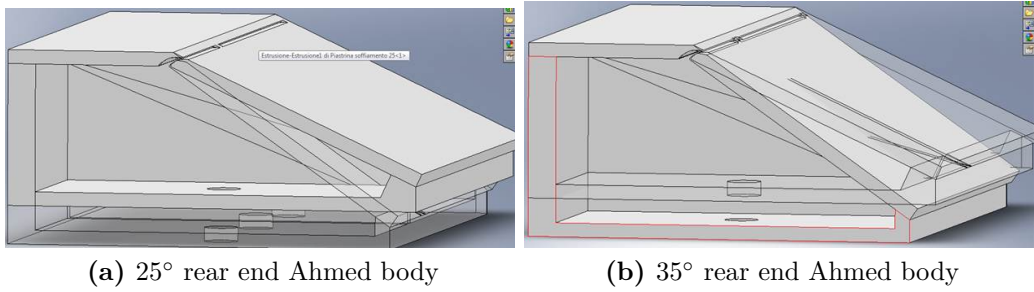 Estrusione-Estrusione1 di Piastrina soffiamento 25<1>
(a) 25° rear end Ahmed body
(b) 35° rear end Ahmed body